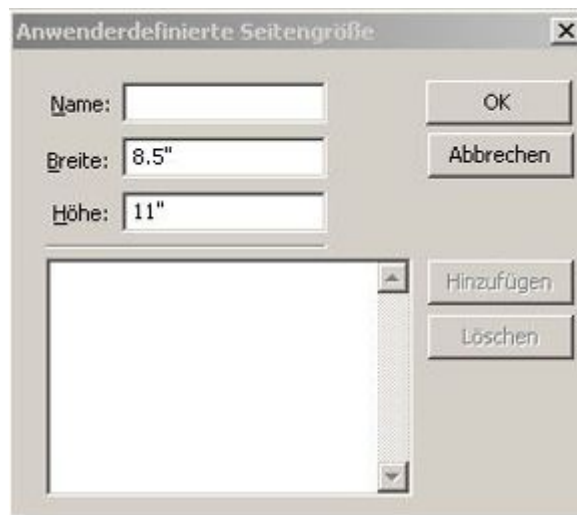 Anwenderdefinierte Seitengröße
Name:
OK
Breite: 8.5"
Abbrechen
Höhe: 11"
Hinzufügen
Löschen